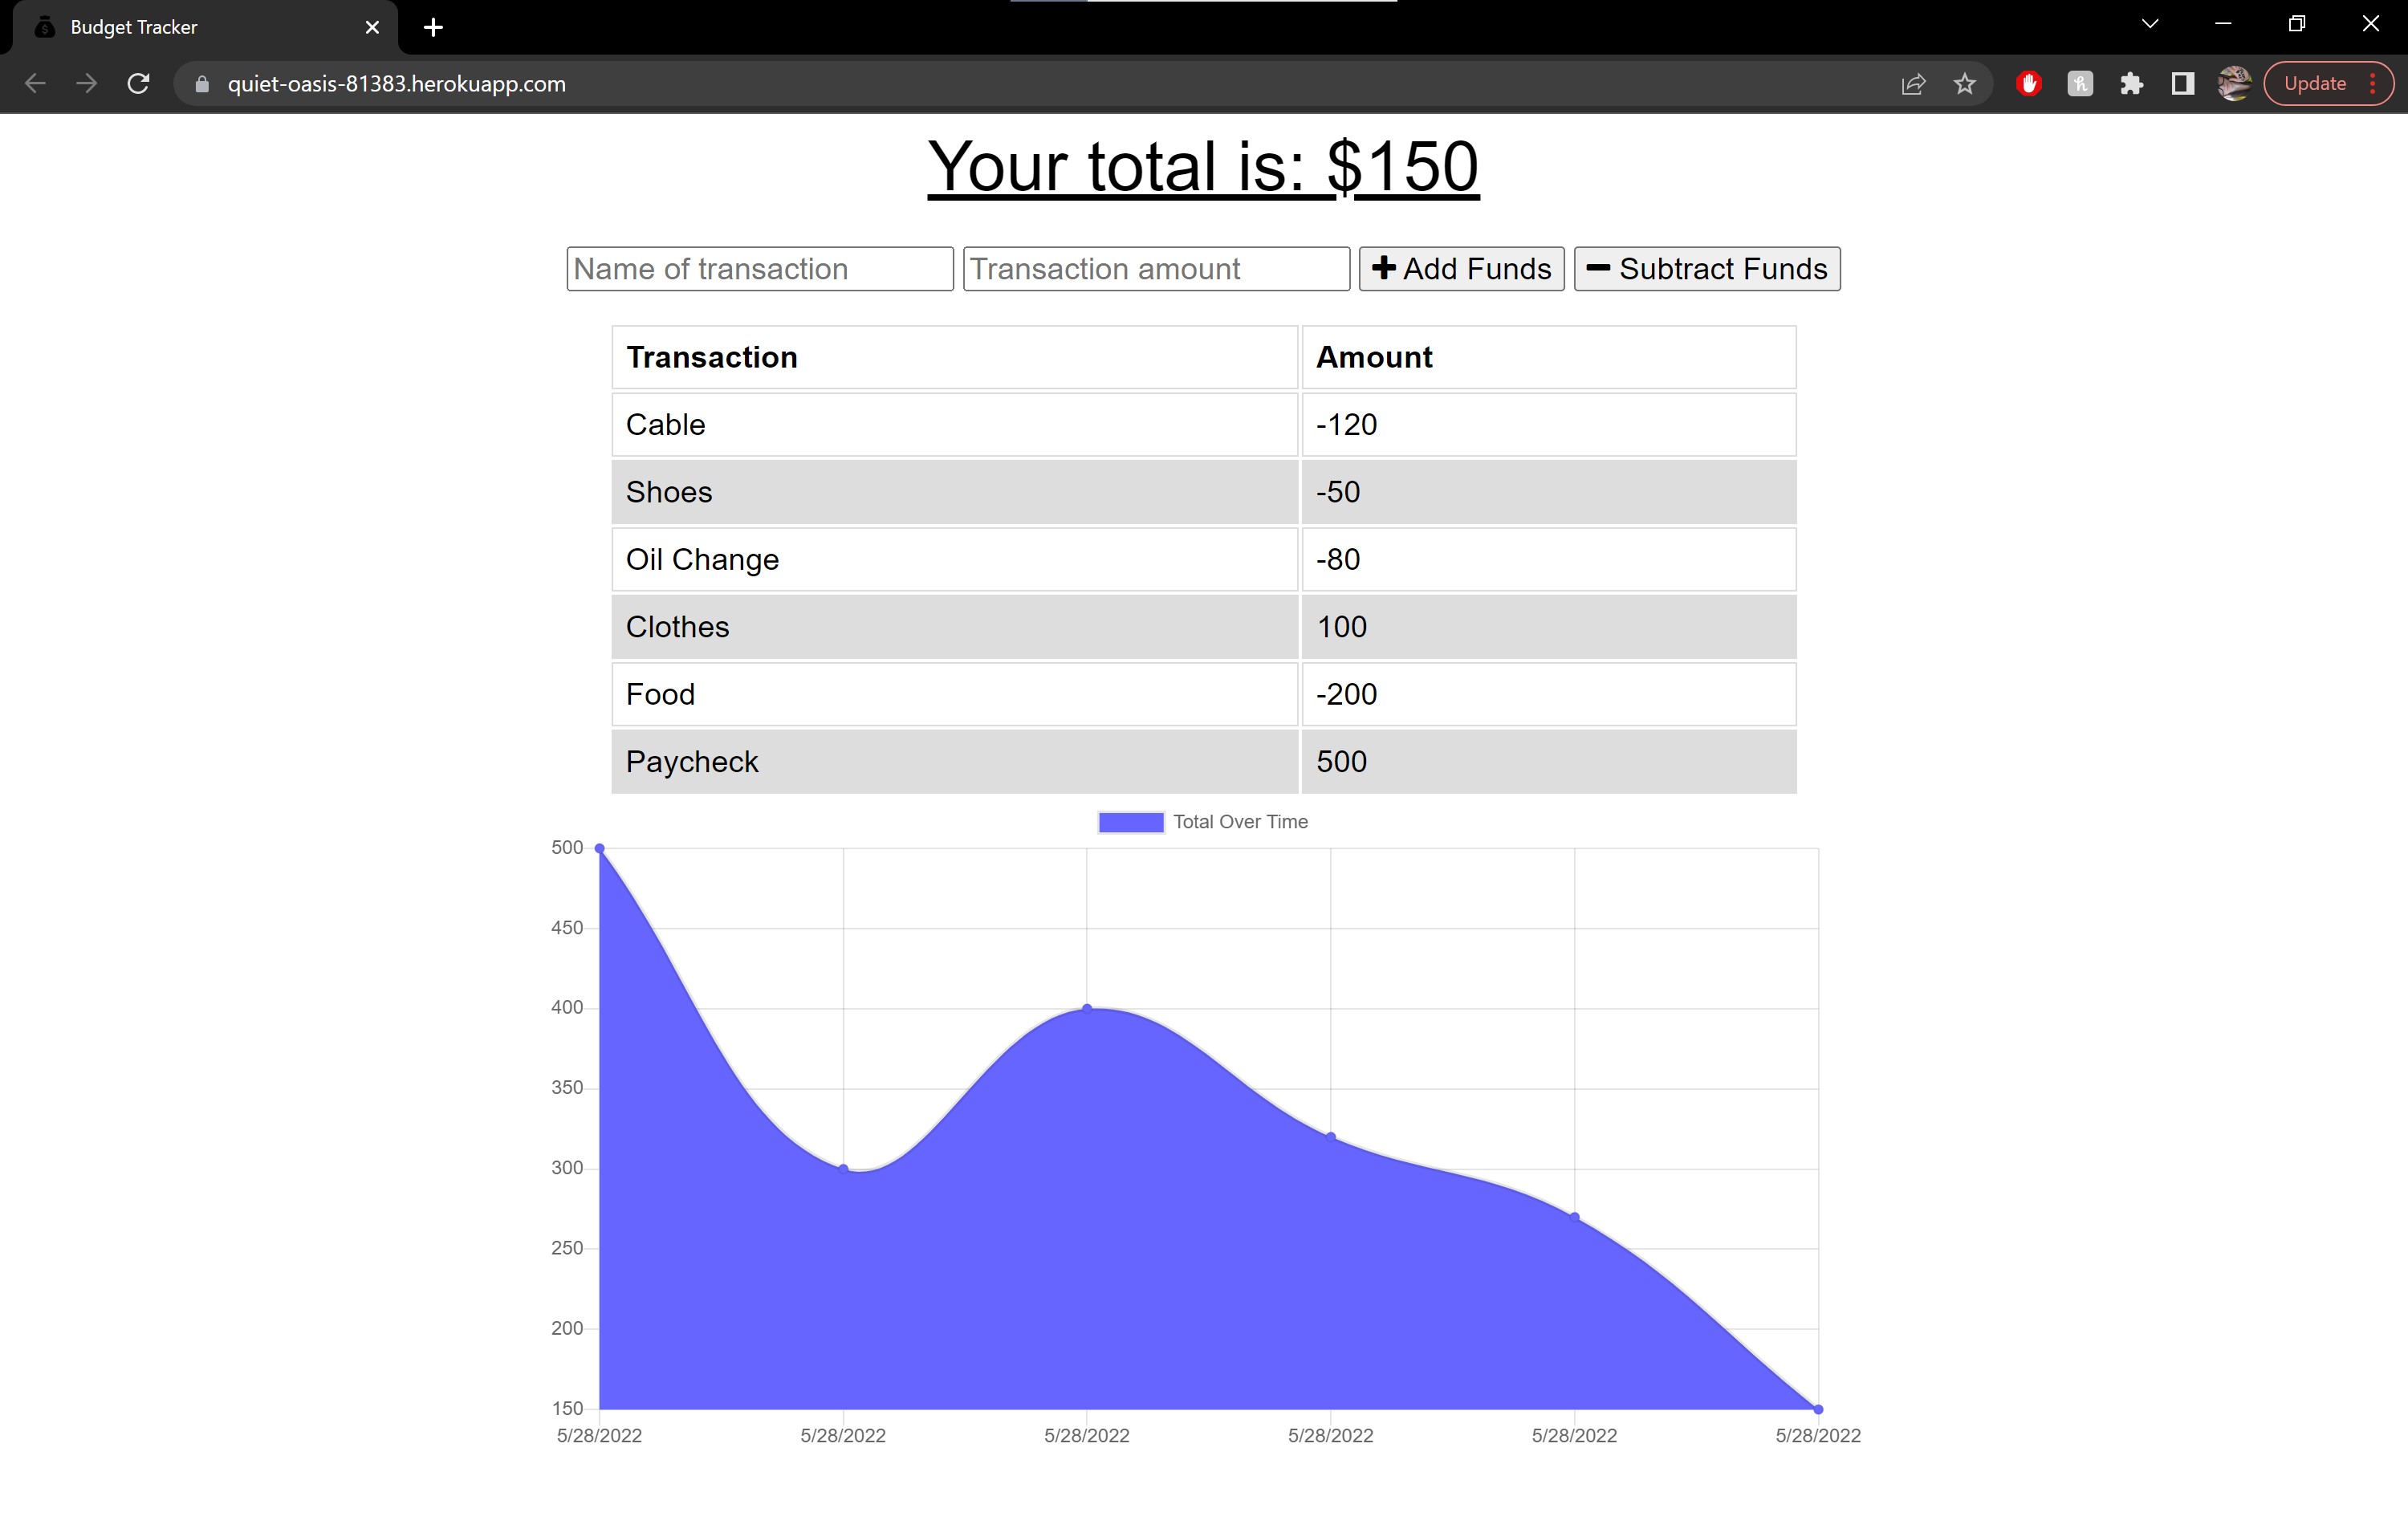 Budget Tracker
quiet-oasis-81383.herokuapp.com
Update
Your total is: $150
Name of transaction Transaction amount Add Funds Subtract Funds
Transaction Amount
Cable -120
Shoes -50
Oil Change -80
Clothes 100
Food -200
Paycheck 500
Total Over Time
500
450
400
350
300
250
200
150
5/28/2022 5/28/2022 5/28/2022 5/28/2022 5/28/2022 5/28/2022